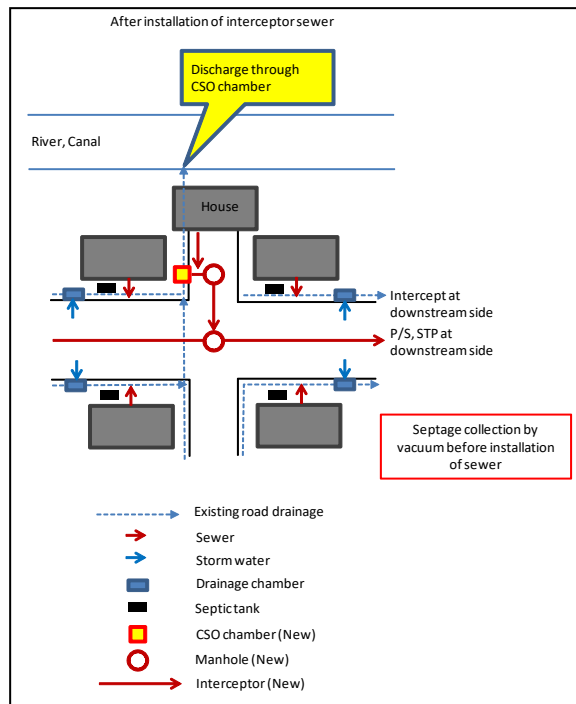 After installation of interceptor sewer
Discharge through
CSO chamber
River, Canal
House
Intercept at
downstream side
P/S, STP at
downstream side
Septage collection by
vacuum before installation
of sewer
Existing road drainage
Sewer
Storm water
Drainage chamber
Septic tank
CSO chamber (New)
Manhole (New)
Interceptor (New)